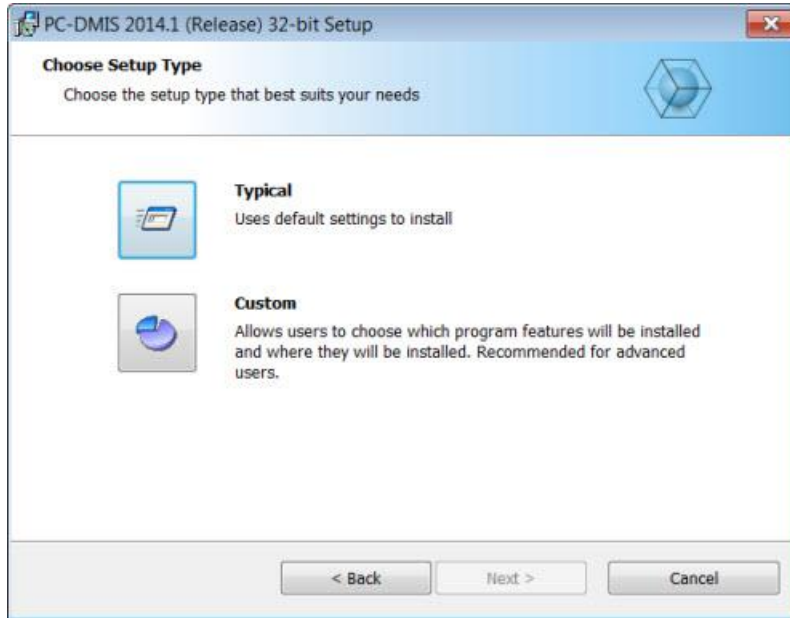 PC-DMIS 2014.1 (Release) 32-bit Setup
Choose Setup Type
Choose the setup type that best suits your needs
Typical
Uses default settings to install
Custom
Allows users to choose which program features will be installed
and where they will be installed. Recommended for advanced
users.
< Back
Next >
Cancel